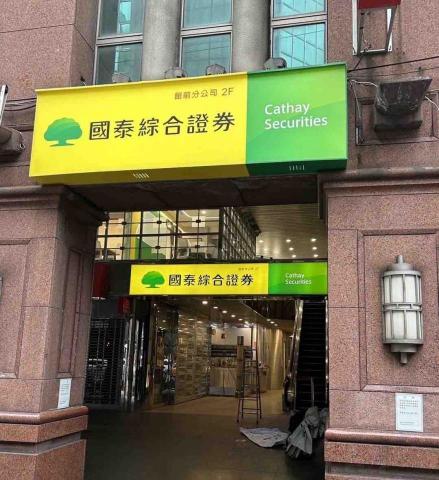 館前分公司 2F
國泰綜合證券
Cathay
Securities
國泰綜合證券
Cathay
Securities